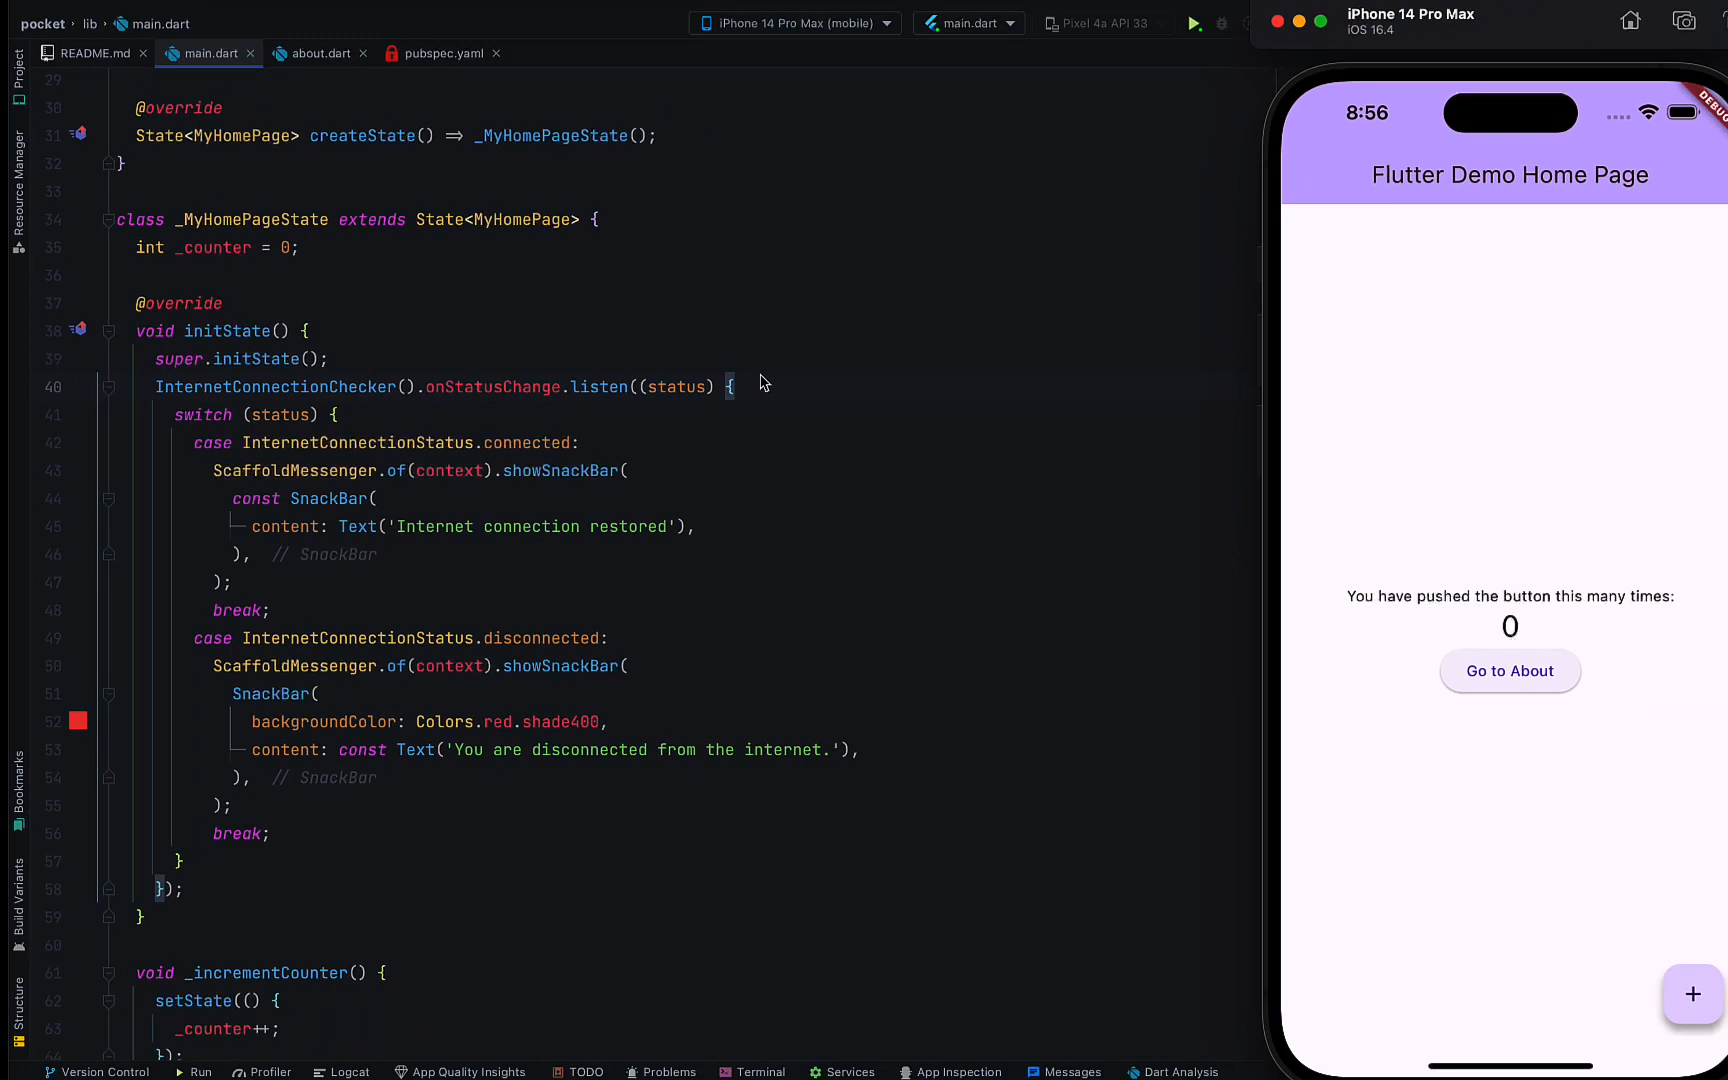 pocket › lib › main.dart
iPhone 14 Pro Max (mobile)
main.dart
Pixel 4a API 33
README.md
main.dart
about.dart
pubspec.yaml
Project
Resource Manager
Bookmarks
Build Variants
Structure
29
30 @override
31 State<MyHomePage> createState() => _MyHomePageState();
32 }
33
34 class _MyHomePageState extends State<MyHomePage> {
35 int _counter = 0;
36
37 @override
38 void initState() {
39 super.initState();
40 InternetConnectionChecker().onStatusChange.listen((status) {
41 switch (status) {
42 case InternetConnectionStatus.connected:
43 ScaffoldMessenger.of(context).showSnackBar(
44 const SnackBar(
45 content: Text('Internet connection restored'),
46 ), // SnackBar
47 );
48 break;
49 case InternetConnectionStatus.disconnected:
50 ScaffoldMessenger.of(context).showSnackBar(
51 SnackBar(
52 backgroundColor: Colors.red.shade400,
53 content: const Text('You are disconnected from the internet.'),
54 ), // SnackBar
55 );
56 break;
57 }
58 });
59 }
60
61 void _incrementCounter() {
62 setState(() {
63 _counter++;
64 });
Version Control
Run
Profiler
Logcat
App Quality Insights
TODO
Problems
Terminal
Services
App Inspection
Messages
Dart Analysis
iPhone 14 Pro Max
iOS 16.4
8:56
DEBUG
Flutter Demo Home Page
You have pushed the button this many times:
0
Go to About
+